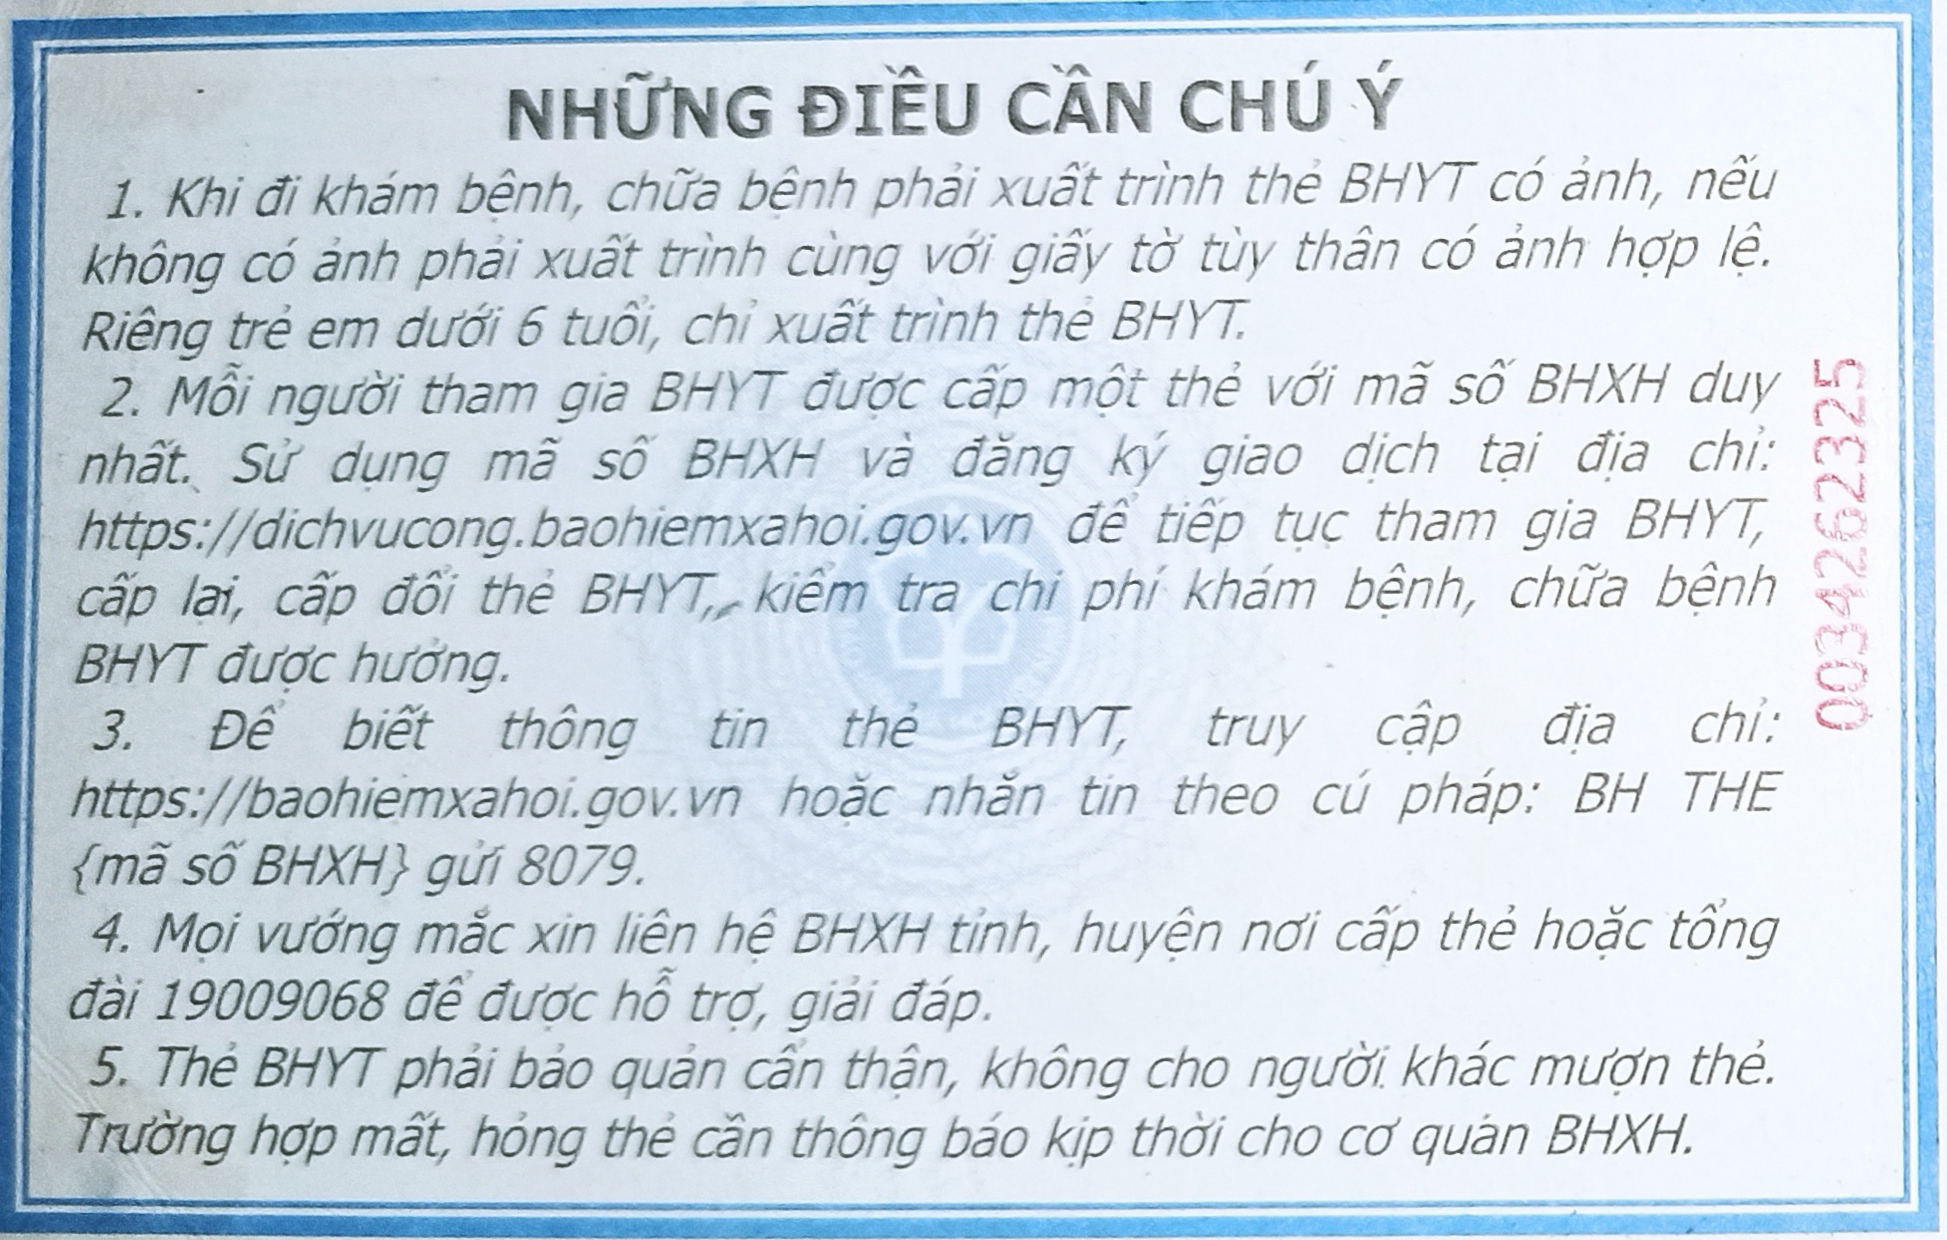 NHỮNG ĐIỀU CẦN CHÚ Ý
1. Khi đi khám bệnh, chữa bệnh phải xuất trình thẻ BHYT có ảnh, nếu
không có ảnh phải xuất trình cùng với giấy tờ tùy thân có ảnh hợp lệ.
Riêng trẻ em dưới 6 tuổi, chỉ xuất trình thẻ BHYT.
2. Mỗi người tham gia BHYT được cấp một thẻ với mã số BHXH duy
nhất. Sử dụng mã số BHXH và đăng ký giao dịch tại địa chỉ:
https://dichvucong.baohiemxahoi.gov.vn để tiếp tục tham gia BHYT,
cấp lại, cấp đổi thẻ BHYT, kiểm tra chi phí khám bệnh, chữa bệnh
BHYT được hưởng.
3. Để biết thông tin thẻ BHYT, truy cập địa chỉ:
https://baohiemxahoi.gov.vn hoặc nhắn tin theo cú pháp: BH THE
{mã số BHXH} gửi 8079.
4. Mọi vướng mắc xin liên hệ BHXH tỉnh, huyện nơi cấp thẻ hoặc tổng
đài 19009068 để được hỗ trợ, giải đáp.
5. Thẻ BHYT phải bảo quản cẩn thận, không cho người khác mượn thẻ.
Trường hợp mất, hỏng thẻ cần thông báo kịp thời cho cơ quan BHXH.
0034262325